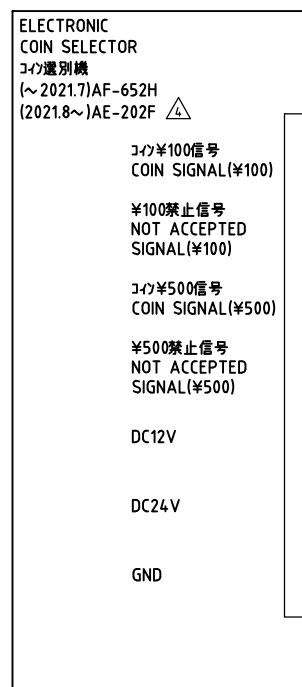 ELECTRONIC
COIN SELECTOR
ｺｲﾝ選別機
(～2021.7)AF-652H
(2021.8～)AE-202F 4
ｺｲﾝ¥100信号
COIN SIGNAL(¥100)
¥100禁止信号
NOT ACCEPTED
SIGNAL(¥100)
ｺｲﾝ¥500信号
COIN SIGNAL(¥500)
¥500禁止信号
NOT ACCEPTED
SIGNAL(¥500)
DC12V
DC24V
GND